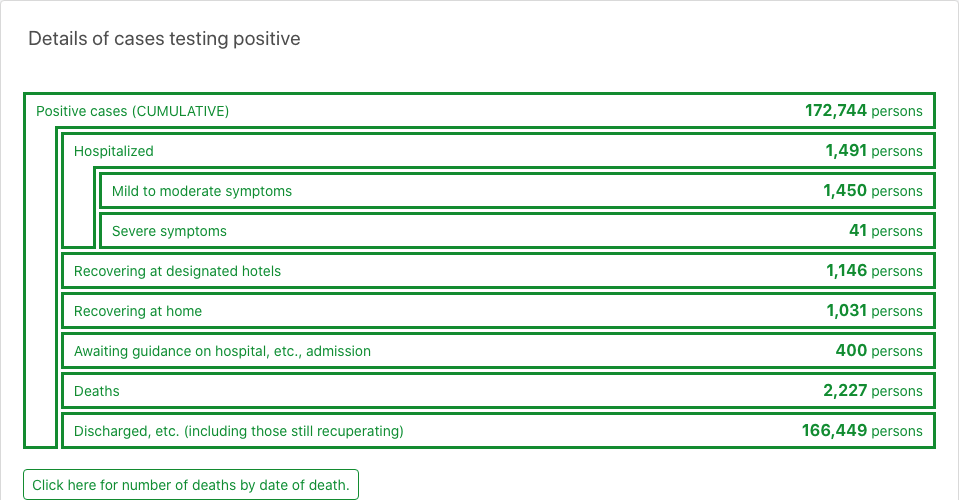 Details of cases testing positive
Positive cases (CUMULATIVE) 172,744 persons
Hospitalized 1,491 persons
Mild to moderate symptoms 1,450 persons
Severe symptoms 41 persons
Recovering at designated hotels 1,146 persons
Recovering at home 1,031 persons
Awaiting guidance on hospital, etc., admission 400 persons
Deaths 2,227 persons
Discharged, etc. (including those still recuperating) 166,449 persons
Click here for number of deaths by date of death.